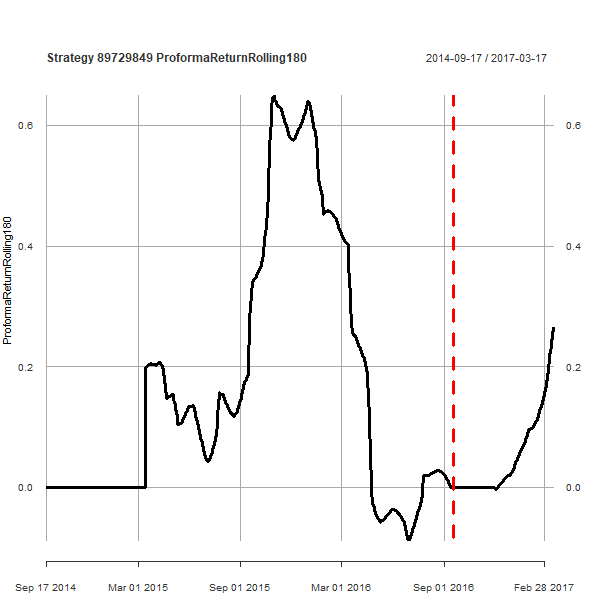 Strategy 89729849 ProformaReturnRolling180
2014-09-17 / 2017-03-17
ProformaReturnRolling180
0.6
0.4
0.2
0.0
0.6
0.4
0.2
0.0
Sep 17 2014
Mar 01 2015
Sep 01 2015
Mar 01 2016
Sep 01 2016
Feb 28 2017